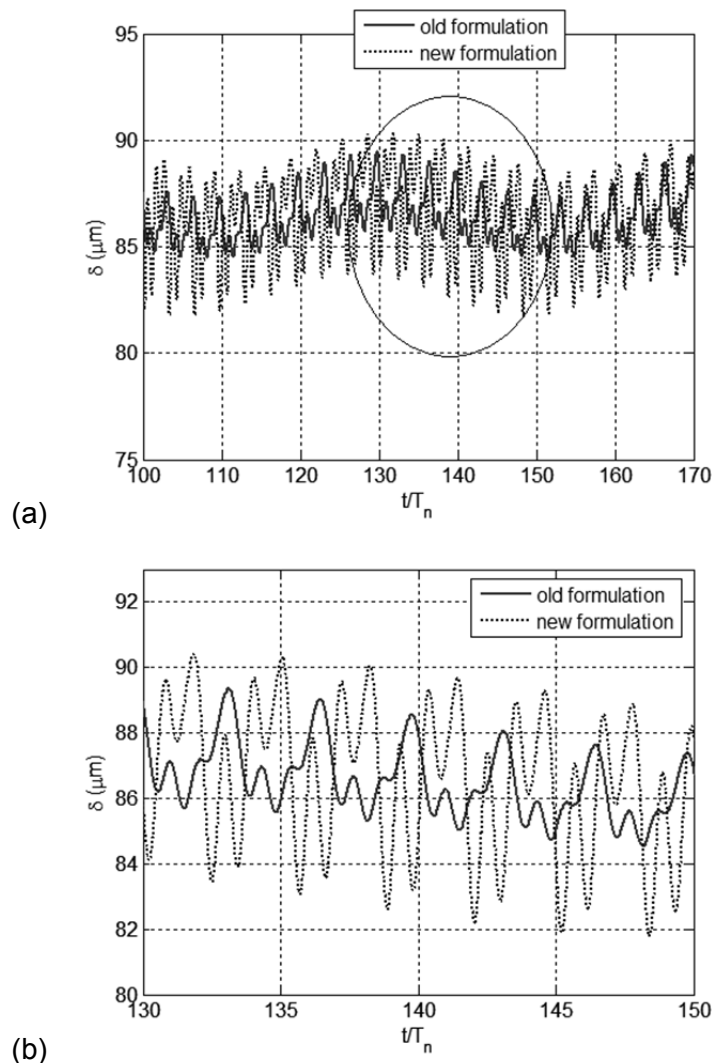 old formulation
new formulation
95
90
85
80
75
δ (μm)
100 110 120 130 140 150 160 170
t/Tn
(a)
old formulation
new formulation
92
90
88
86
84
82
80
δ (μm)
130 135 140 145 150
t/Tn
(b)